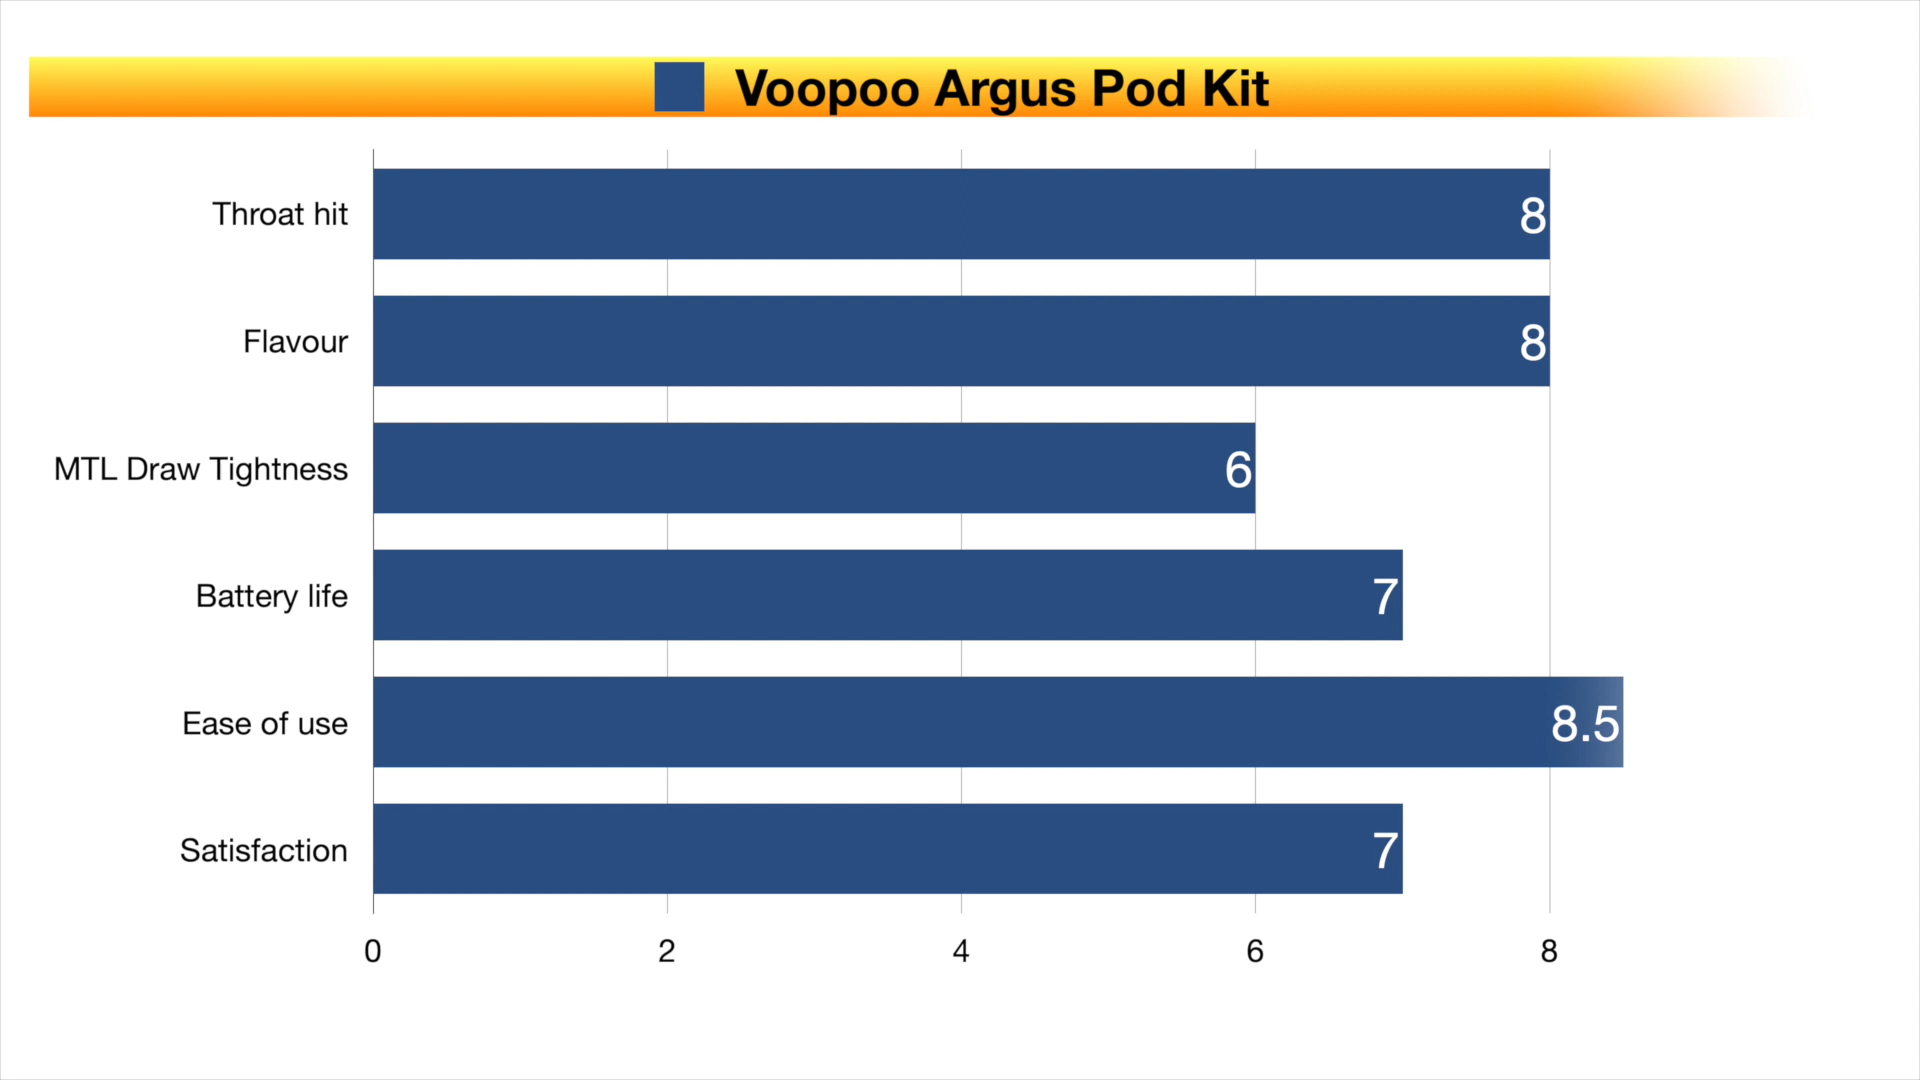 Voopoo Argus Pod Kit
Throat hit
8
Flavour
8
MTL Draw Tightness
6
Battery life
7
Ease of use
8.5
Satisfaction
7
0 2 4 6 8